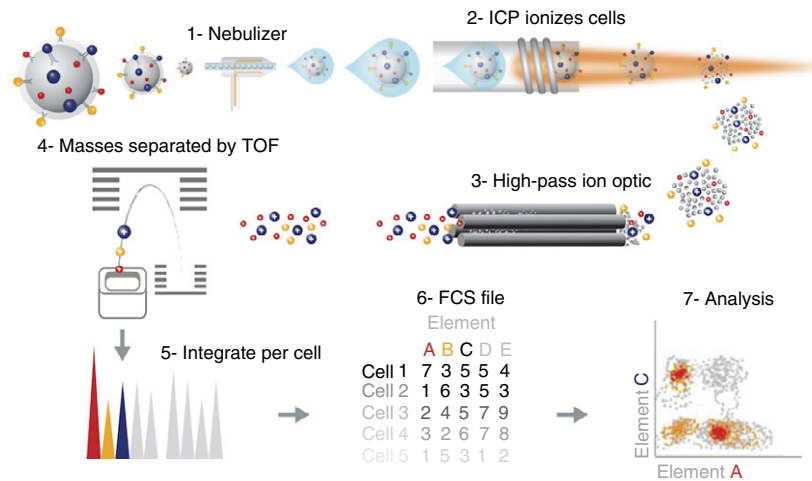 1- Nebulizer
2- ICP ionizes cells
4- Masses separated by TOF
3- High-pass ion optic
5- Integrate per cell
6- FCS file
Element
A B C D E
Cell 1 7 3 5 5 4
Cell 2 1 6 3 5 3
Cell 3 2 4 5 7 9
Cell 4 3 2 6 7 8
Cell 5 1 5 3 1 2
7- Analysis
Element C
Element A